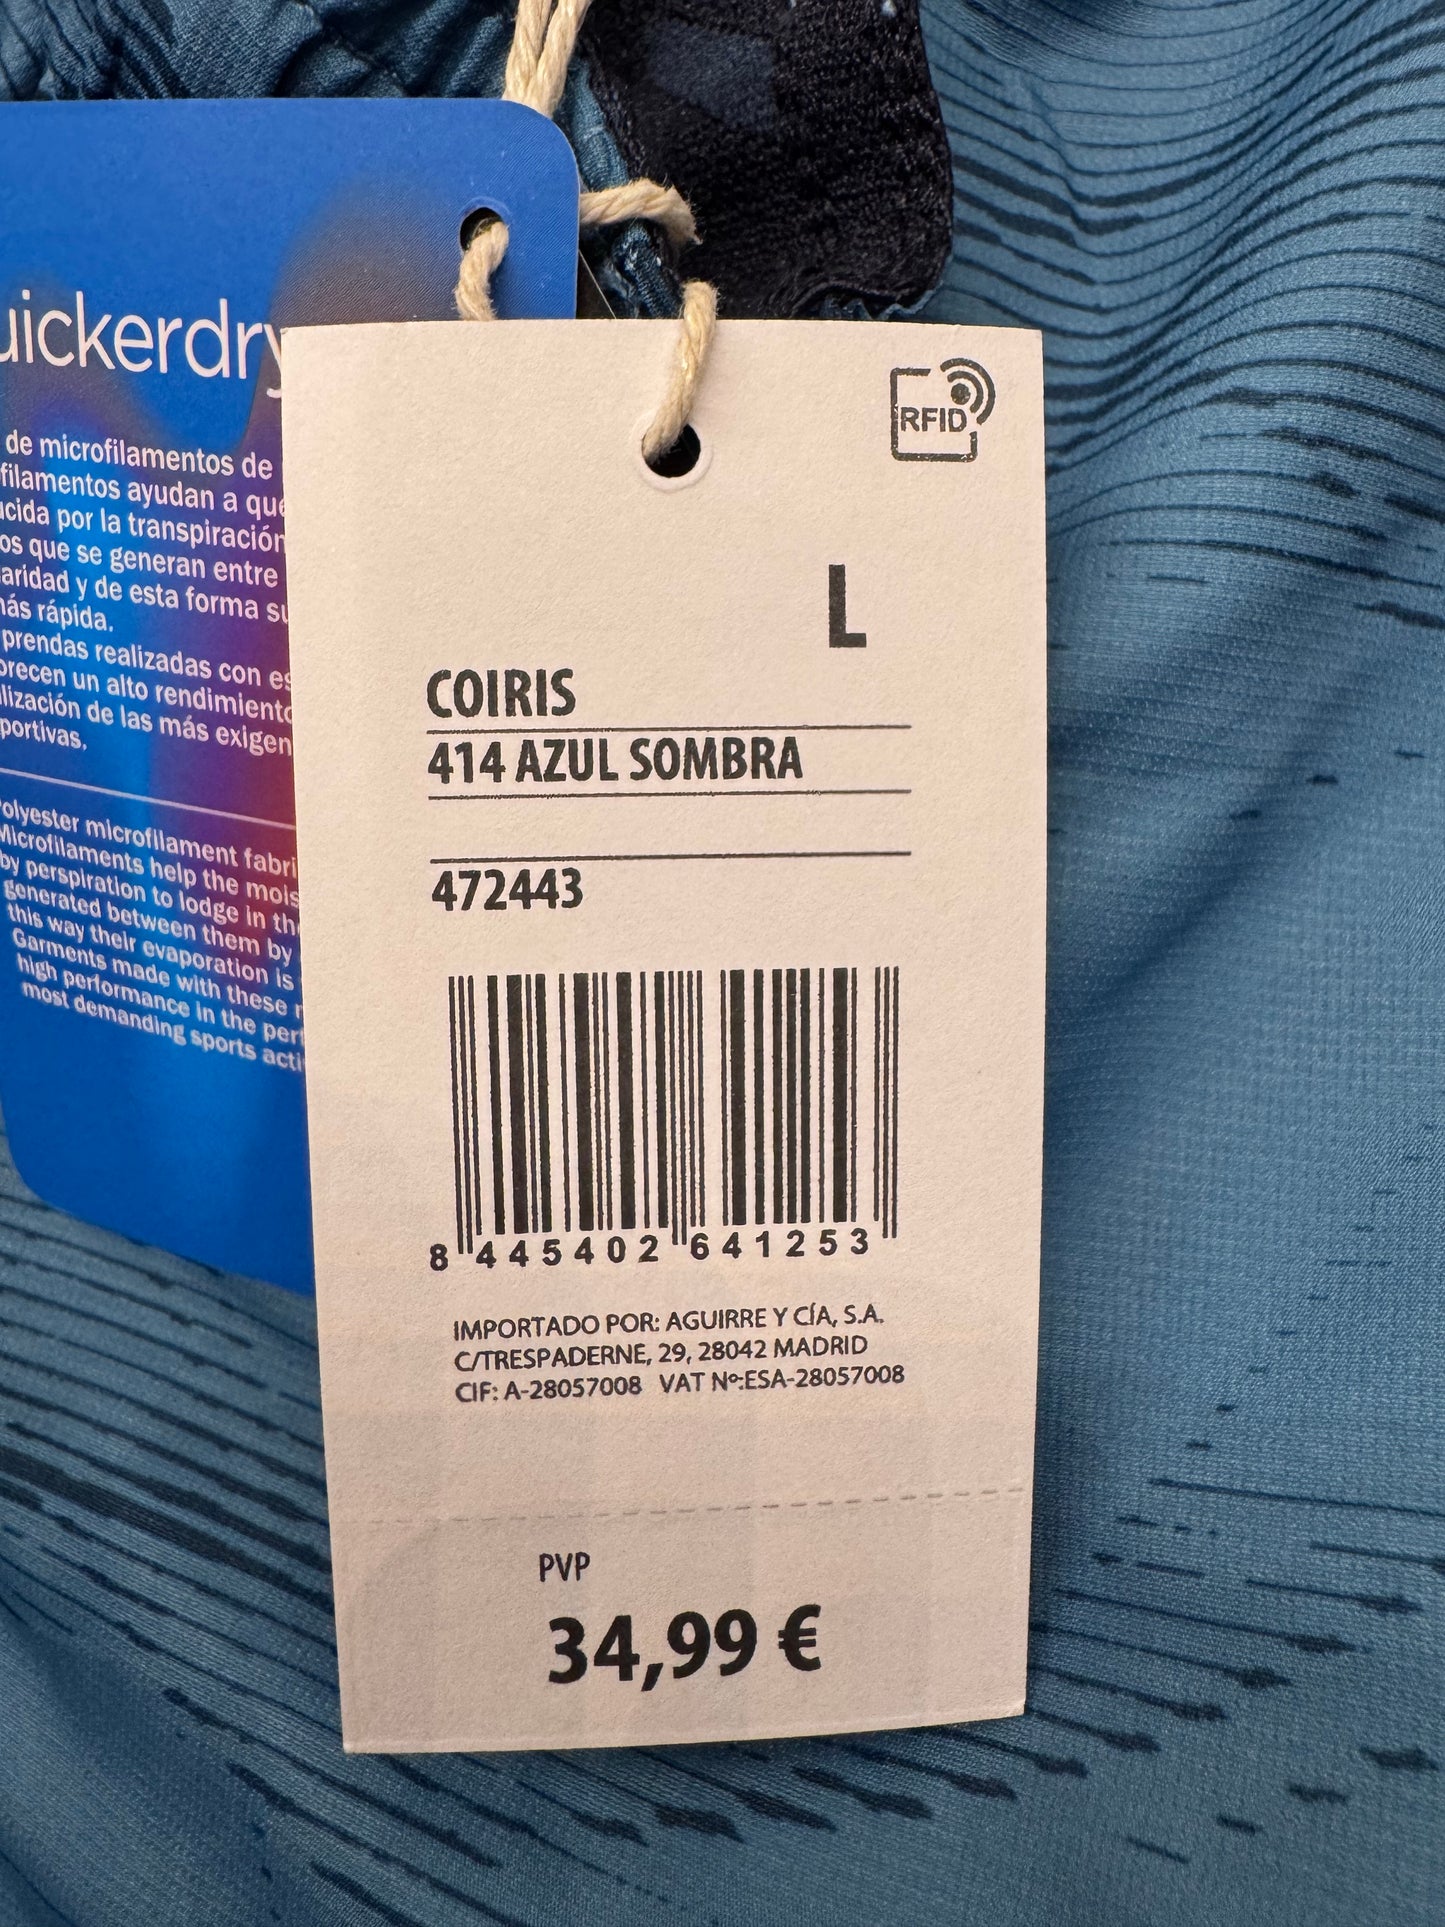 uickerdry
de microfilamentos de
filamentos ayudan a que
cida por la transpiración
os que se generan entre
aridad y de esta forma su
más rápida.
prendas realizadas con es
orecen un alto rendimiento
lización de las más exigen
portivas.
olyester microfilament fabri
Microfilaments help the mois
by perspiration to lodge in the
generated between them by
this way their evaporation is
Garments made with these
high performance in the per
most demanding sports acti
RFID
L
COIRIS
414 AZUL SOMBRA
472443
8 445402 641253
IMPORTADO POR: AGUIRRE Y CÍA, S.A.
C/TRESPADERNE, 29, 28042 MADRID
CIF: A-28057008 VAT Nº:ESA-28057008
PVP
34,99 €